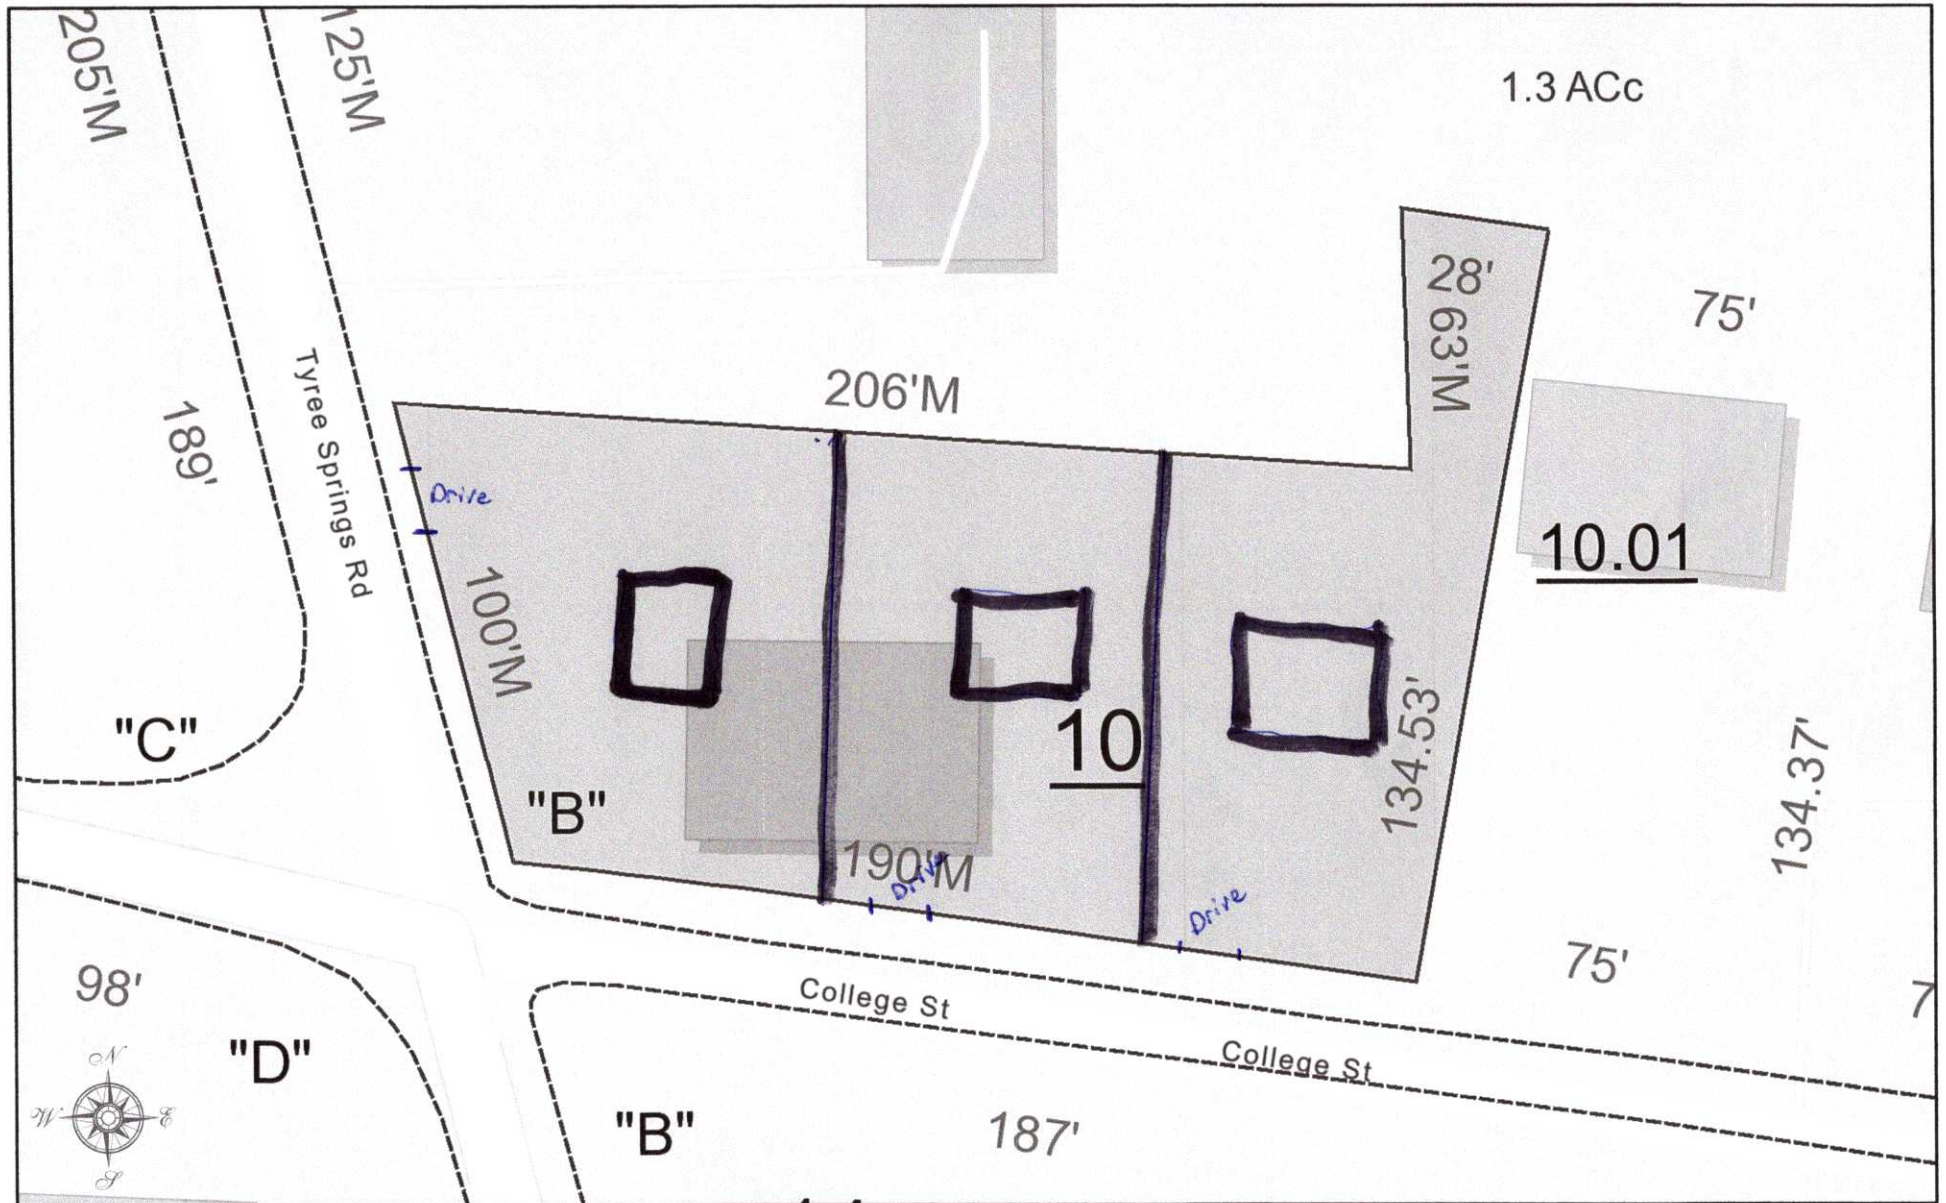 205'M
125'M
1.3 ACc
28'
63'M
75'
206'M
189'
Tyree Springs Rd
Drive
10.01
100'M
10
134.53'
"C"
"B"
134.37'
190'M
Drive
Drive
75'
98'
College St
7
"D"
College St
N
W
E
S
"B"
187'